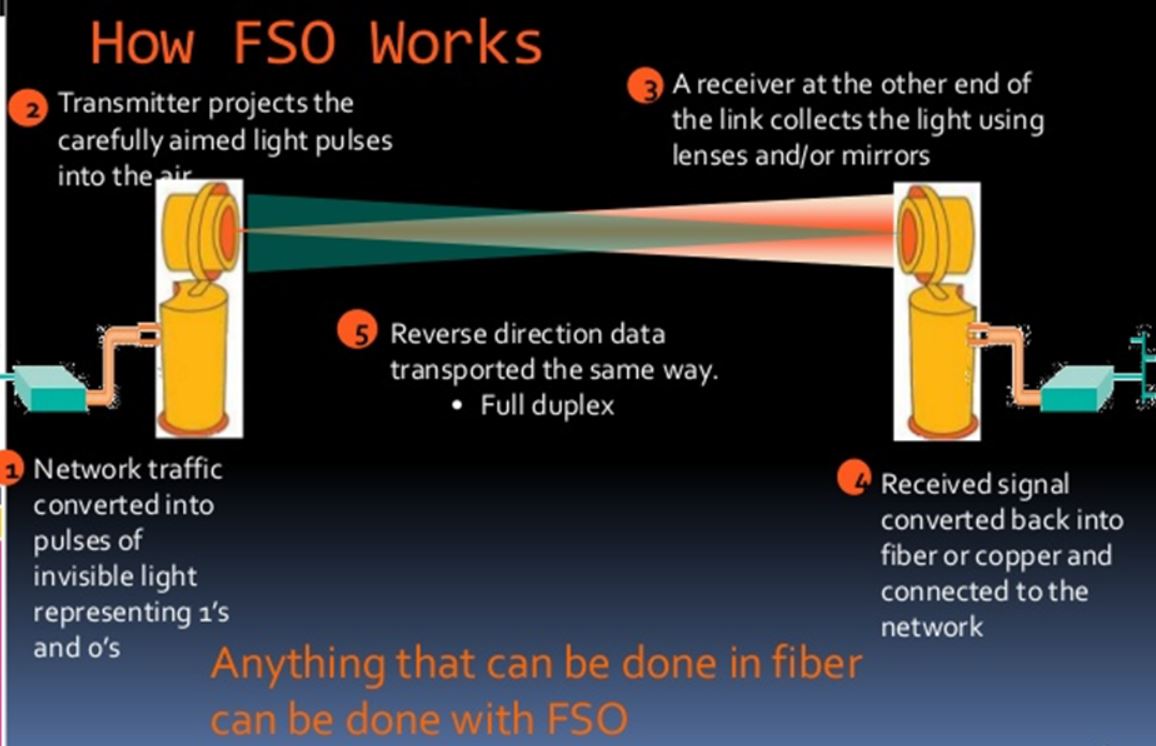 How FSO Works
2 Transmitter projects the
carefully aimed light pulses
into the air
3 A receiver at the other end of
the link collects the light using
lenses and/or mirrors
5 Reverse direction data
transported the same way.
• Full duplex
1 Network traffic
converted into
pulses of
invisible light
representing 1’s
and 0’s
4 Received signal
converted back into
fiber or copper and
connected to the
network
Anything that can be done in fiber
can be done with FSO